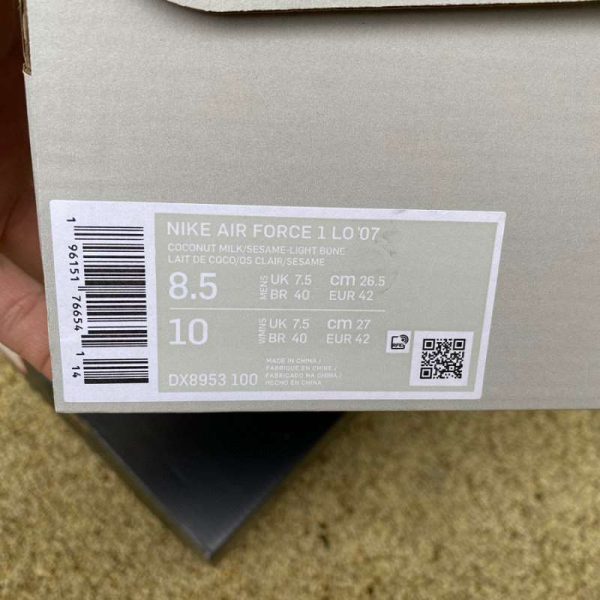 1 96151 76654 1 14
NIKE AIR FORCE 1 LO '07
COCONUT MILK/SESAME-LIGHT BONE
LAIT DE COCO/OS CLAIR/SESAME
8.5 MENS UK 7.5 cm 26.5
BR 40 EUR 42
10 WMNS UK 7.5 cm 27
BR 40 EUR 42
MADE IN CHINA /
FABRIQUE EN CHINE /
FABRICADO NA CHINA /
HECHO EN CHINA
DX8953 100